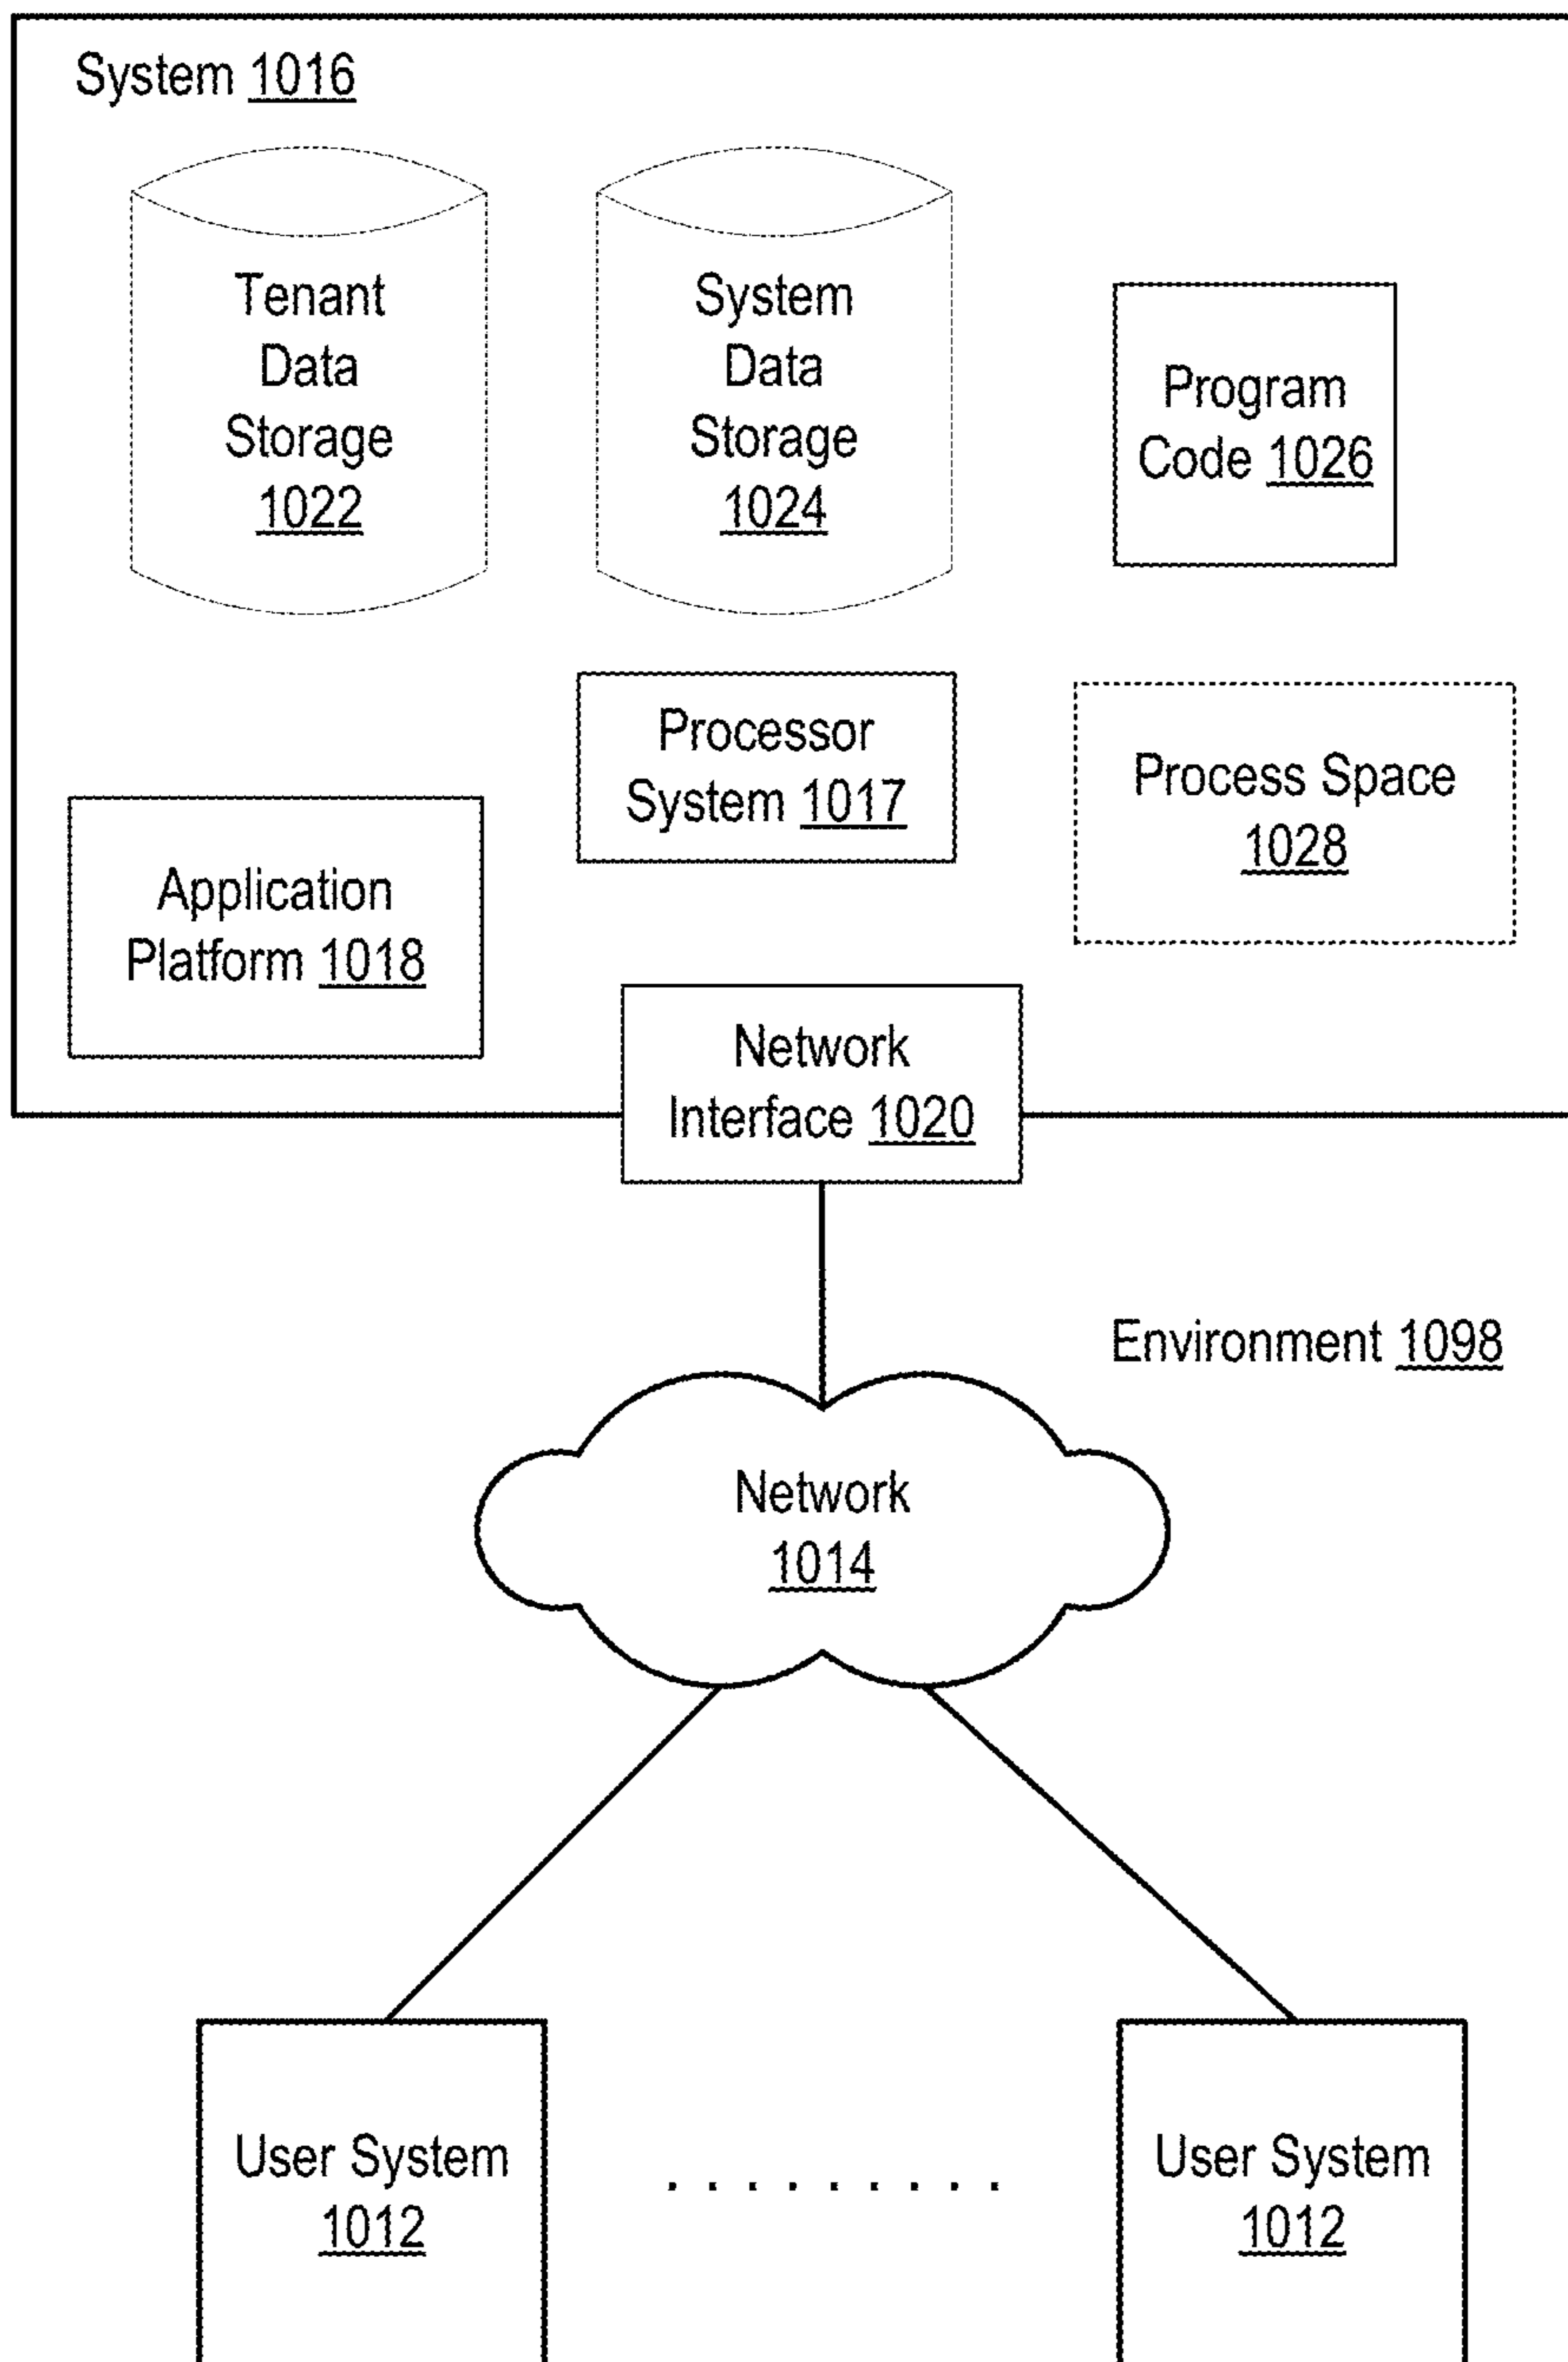 System 1016
Tenant
Data
Storage
1022
System
Data
Storage
1024
Program
Code 1026
Processor
System 1017
Process Space
1028
Application
Platform 1018
Network
Interface 1020
Environment 1098
Network
1014
User System
1012
.........
User System
1012